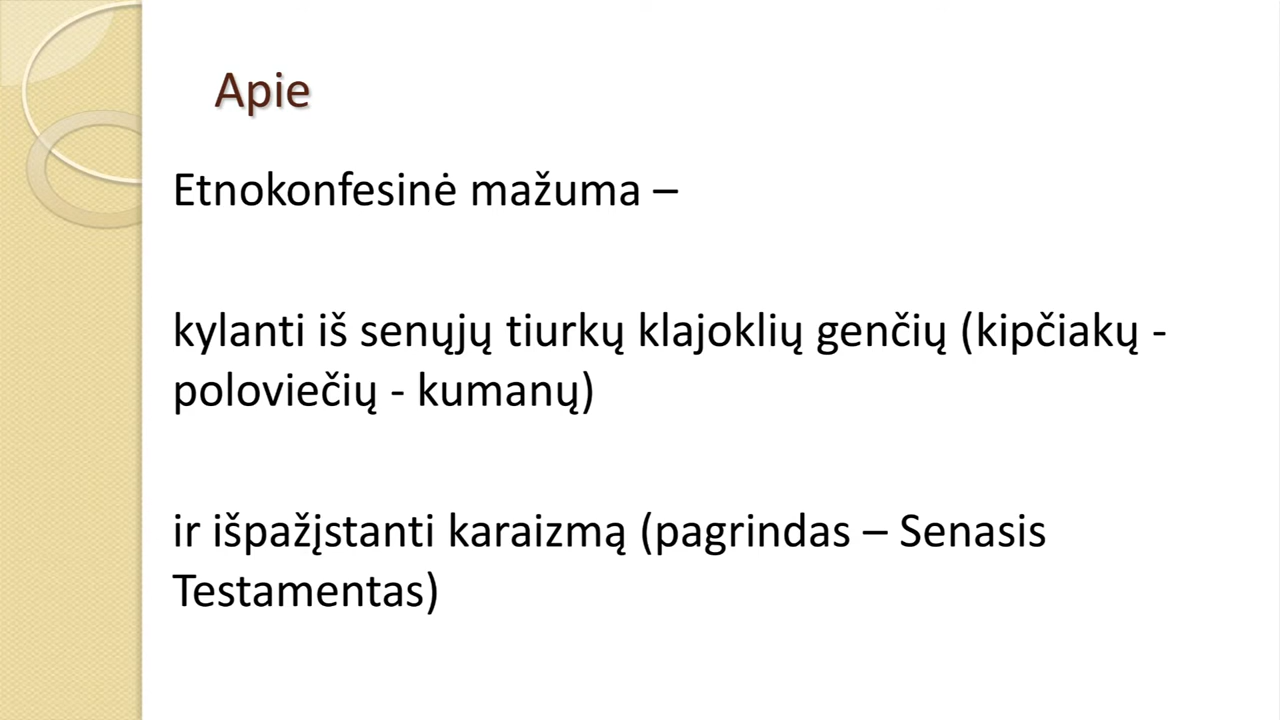 Apie
Etnokonfesinė mažuma –
kylanti iš senųjų tiurkų klajoklių genčių (kipčiakų -
poloviečių - kumanų)
ir išpažįstanti karaizmą (pagrindas – Senasis
Testamentas)